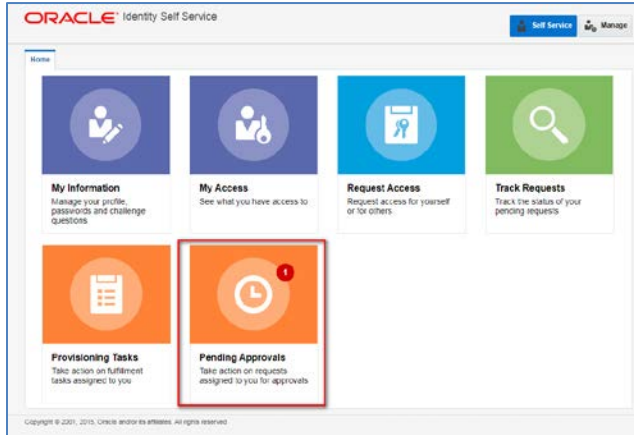 ORACLE® Identity Self Service
Self Service
Manage
Home
My Information
Manage your profile,
passwords and challenge
questions
My Access
See what you have access to
Request Access
Request access for yourself
or for others
Track Requests
Track the status of your
pending requests
Provisioning Tasks
Take action on fulfillment
tasks assigned to you
1
Pending Approvals
Take action on requests
assigned to you for approvals
Copyright © 2001, 2015, Oracle and/or its affiliates. All rights reserved